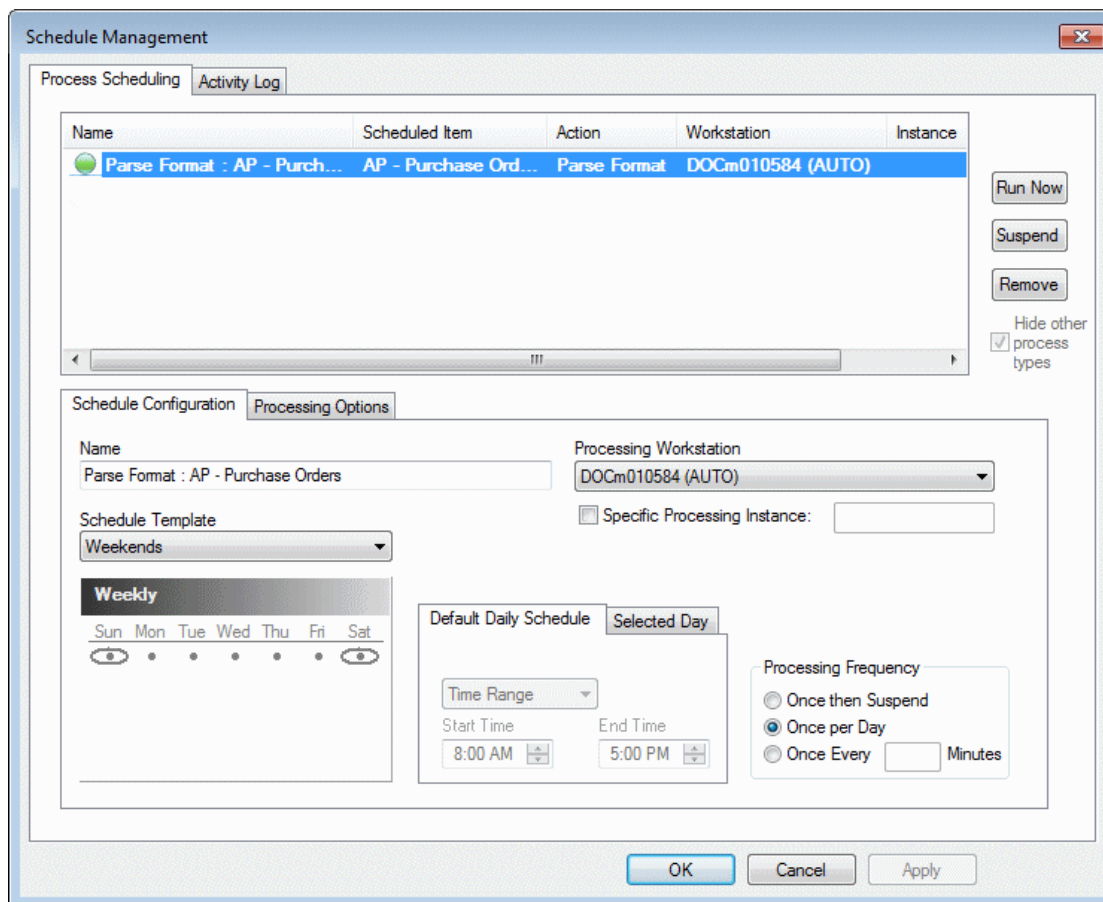 Schedule Management
Process Scheduling Activity Log
Name Scheduled Item Action Workstation Instance
Parse Format : AP - Purch... AP - Purchase Ord... Parse Format DOCm010584 (AUTO)
Run Now
Suspend
Remove
Hide other
process
types
Schedule Configuration Processing Options
Name Processing Workstation
Parse Format : AP - Purchase Orders DOCm010584 (AUTO)
Specific Processing Instance:
Schedule Template
Weekends
Weekly
Sun Mon Tue Wed Thu Fri Sat
Default Daily Schedule Selected Day
Time Range
Start Time End Time
8:00 AM 5:00 PM
Processing Frequency
Once then Suspend
Once per Day
Once Every Minutes
OK Cancel Apply